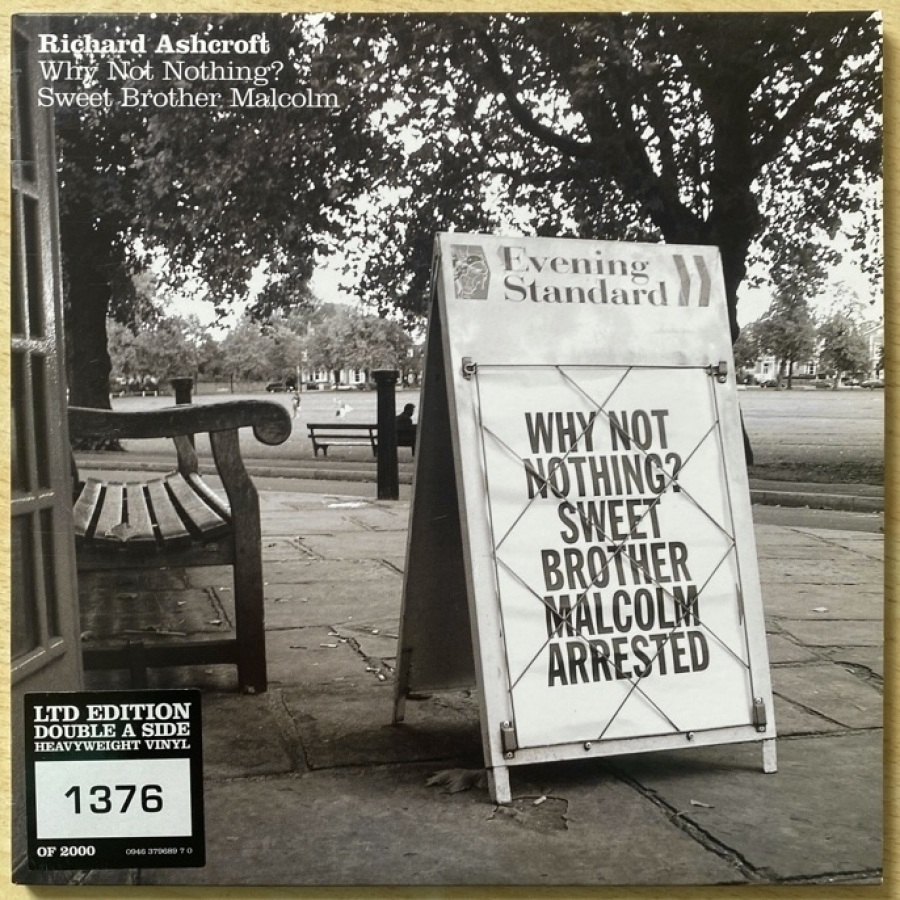 Richard Ashcroft
Why Not Nothing?
Sweet Brother Malcolm
Evening
Standard
WHY NOT
NOTHING?
SWEET
BROTHER
MALCOLM
ARRESTED
LTD EDITION
DOUBLE A SIDE
HEAVYWEIGHT VINYL
1376
OF 2000 0946 379689 7 0